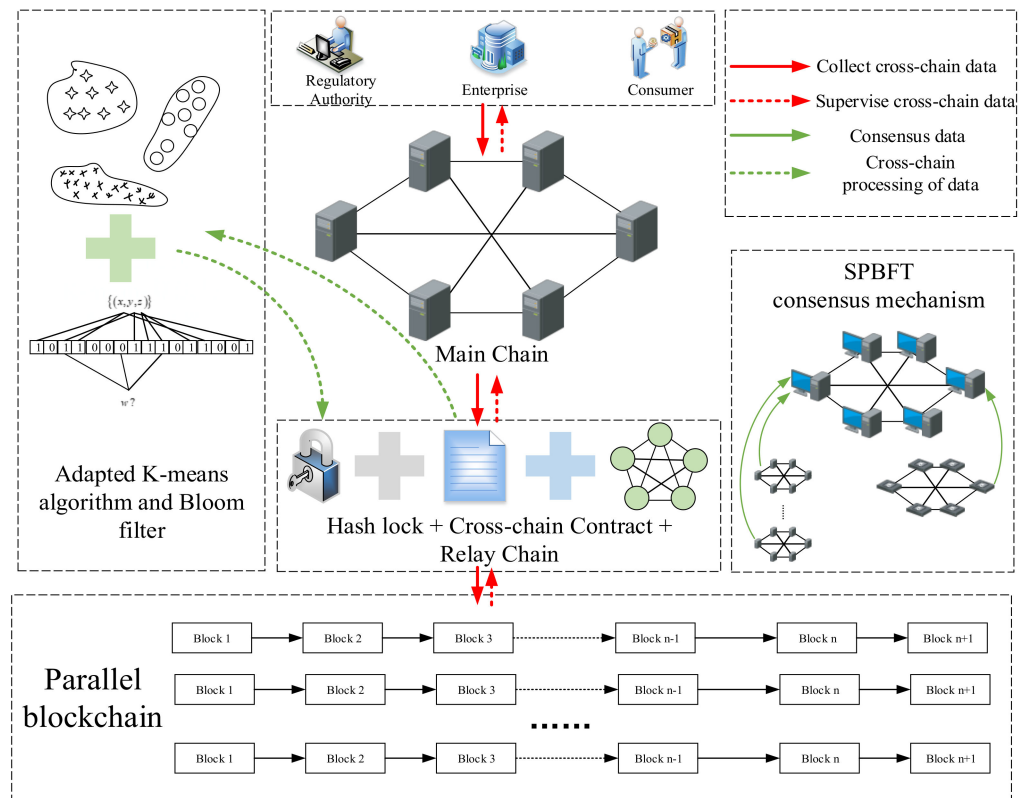 Regulatory
Authority
Enterprise
Consumer
Collect cross-chain data
Supervise cross-chain data
Consensus data
Cross-chain
processing of data
{(x,y,z)}
1 0 1 1 0 0 0 1 1 1 0 1 1 0 0 1
w?
Adapted K-means
algorithm and Bloom
filter
Main Chain
SPBFT
consensus mechanism
Hash lock + Cross-chain Contract +
Relay Chain
Parallel
blockchain
Block 1 Block 2 Block 3 Block n-1 Block n Block n+1
Block 1 Block 2 Block 3 Block n-1 Block n Block n+1
......
Block 1 Block 2 Block 3 Block n-1 Block n Block n+1